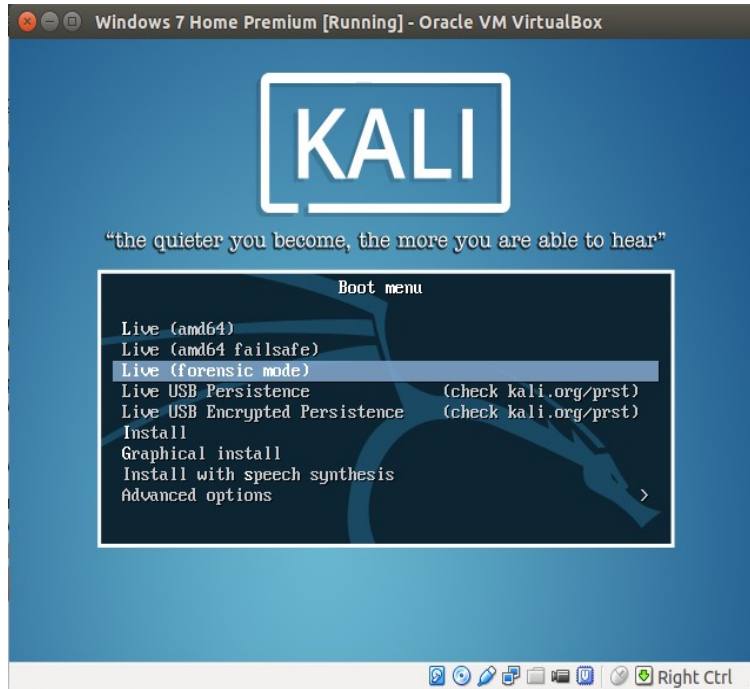 Windows 7 Home Premium [Running] - Oracle VM VirtualBox
KALI
“the quieter you become, the more you are able to hear”
Boot menu
Live (amd64)
Live (amd64 failsafe)
Live (forensic mode)
Live USB Persistence (check kali.org/prst)
Live USB Encrypted Persistence (check kali.org/prst)
Install
Graphical install
Install with speech synthesis
Advanced options >
Right Ctrl